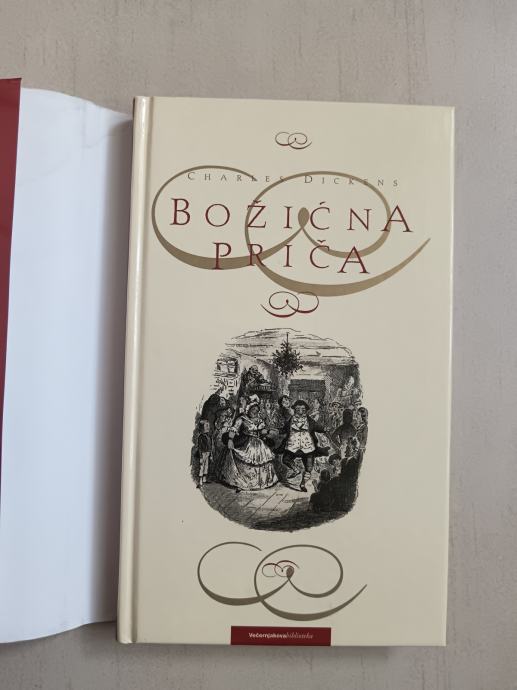 CHARLES DICKENS
BOŽIĆNA
PRIČA
Večernjakova biblioteka